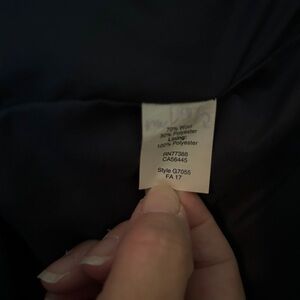 70% Wool
30% Polyester
Lining:
100% Polyester
RN77388
CA56445
Style G7055
FA 17